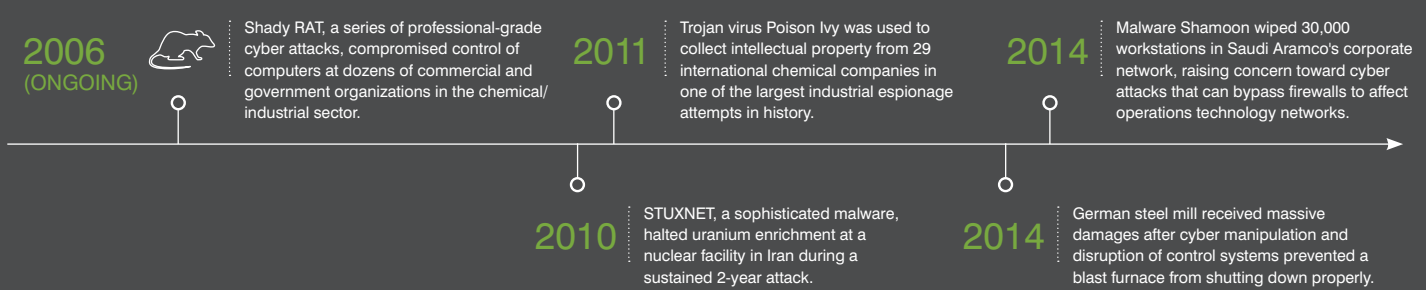 2006
(ONGOING)
Shady RAT, a series of professional-grade
cyber attacks, compromised control of
computers at dozens of commercial and
government organizations in the chemical/
industrial sector.
2010
STUXNET, a sophisticated malware,
halted uranium enrichment at a
nuclear facility in Iran during a
sustained 2-year attack.
2011
Trojan virus Poison Ivy was used to
collect intellectual property from 29
international chemical companies in
one of the largest industrial espionage
attempts in history.
2014
German steel mill received massive
damages after cyber manipulation and
disruption of control systems prevented a
blast furnace from shutting down properly.
2014
Malware Shamoon wiped 30,000
workstations in Saudi Aramco's corporate
network, raising concern toward cyber
attacks that can bypass firewalls to affect
operations technology networks.